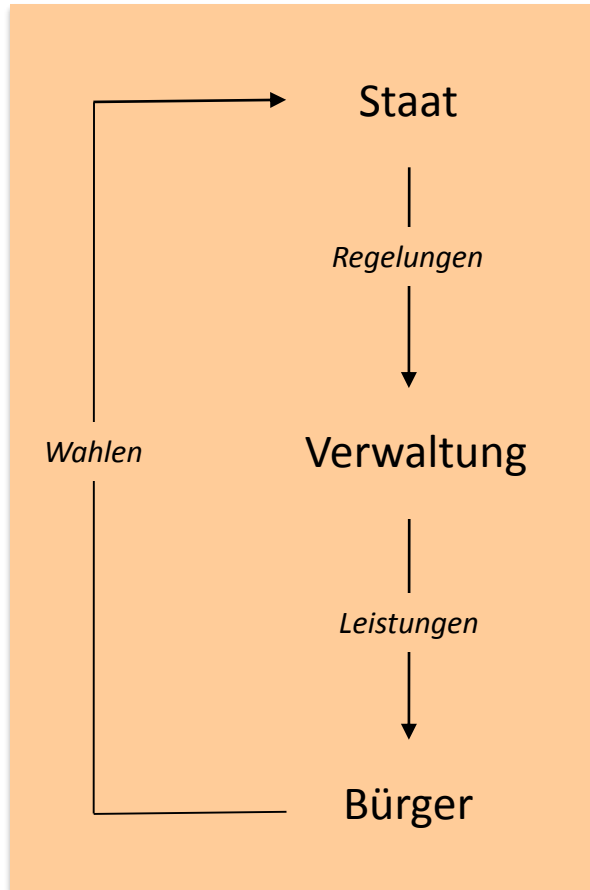 Staat
Regelungen
Wahlen
Verwaltung
Leistungen
Bürger